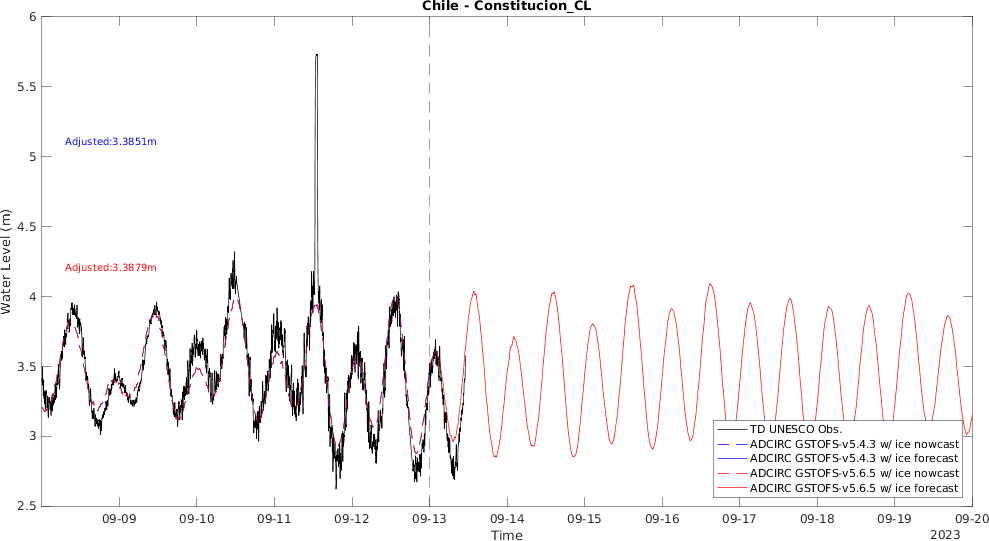 Chile - Constitucion_CL
6
5.5
5
4.5
4
3.5
3
2.5
Water Level (m)
Adjusted:3.3851m
Adjusted:3.3879m
TD UNESCO Obs.
ADCIRC GSTOFS-v5.4.3 w/ ice nowcast
ADCIRC GSTOFS-v5.4.3 w/ ice forecast
ADCIRC GSTOFS-v5.6.5 w/ ice nowcast
ADCIRC GSTOFS-v5.6.5 w/ ice forecast
09-09 09-10 09-11 09-12 09-13 09-14 09-15 09-16 09-17 09-18 09-19 09-20
Time
2023